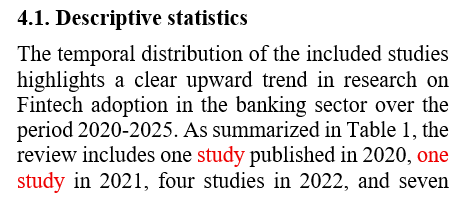 4.1. Descriptive statistics
The temporal distribution of the included studies
highlights a clear upward trend in research on
Fintech adoption in the banking sector over the
period 2020-2025. As summarized in Table 1, the
review includes one study published in 2020, one
study in 2021, four studies in 2022, and seven